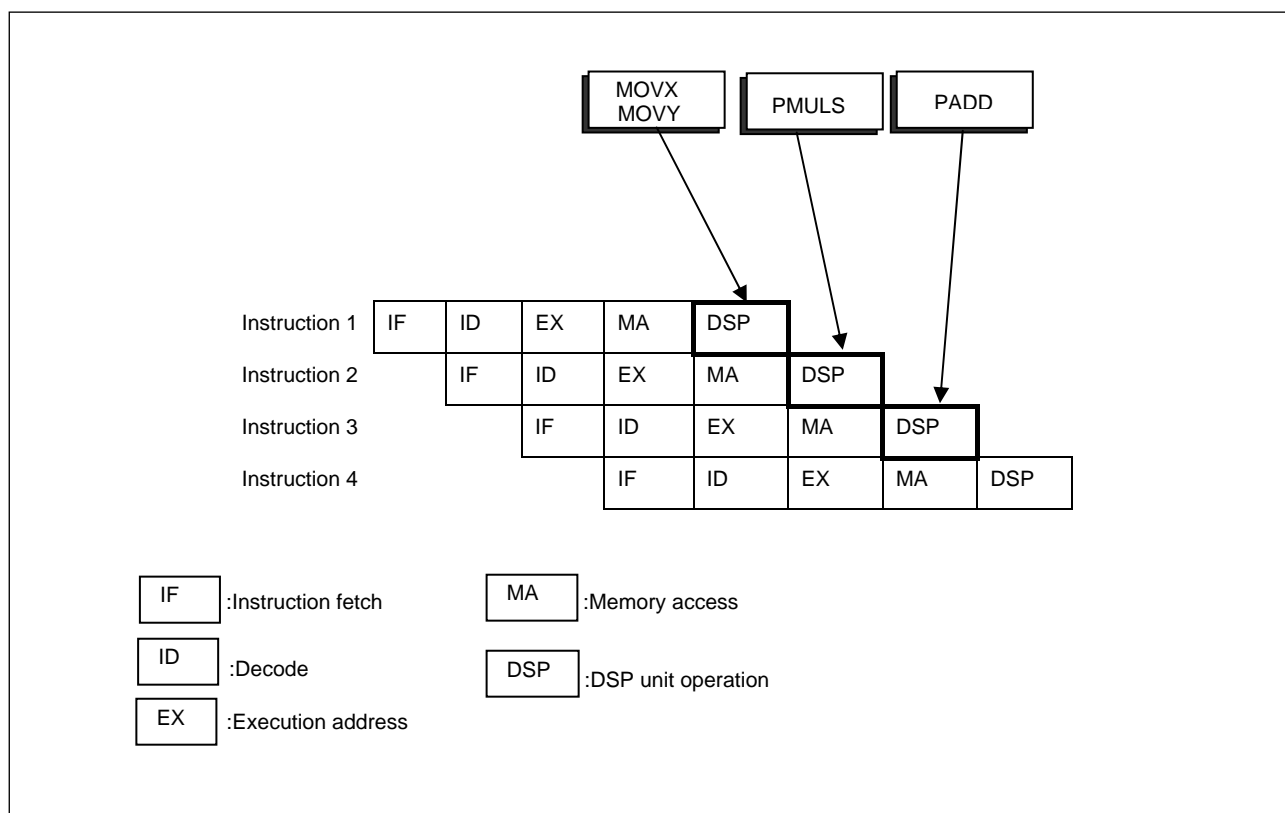 MOVX
MOVY
PMULS
PADD
Instruction 1 IF ID EX MA DSP
Instruction 2 IF ID EX MA DSP
Instruction 3 IF ID EX MA DSP
Instruction 4 IF ID EX MA DSP
IF :Instruction fetch
MA :Memory access
ID :Decode
DSP :DSP unit operation
EX :Execution address